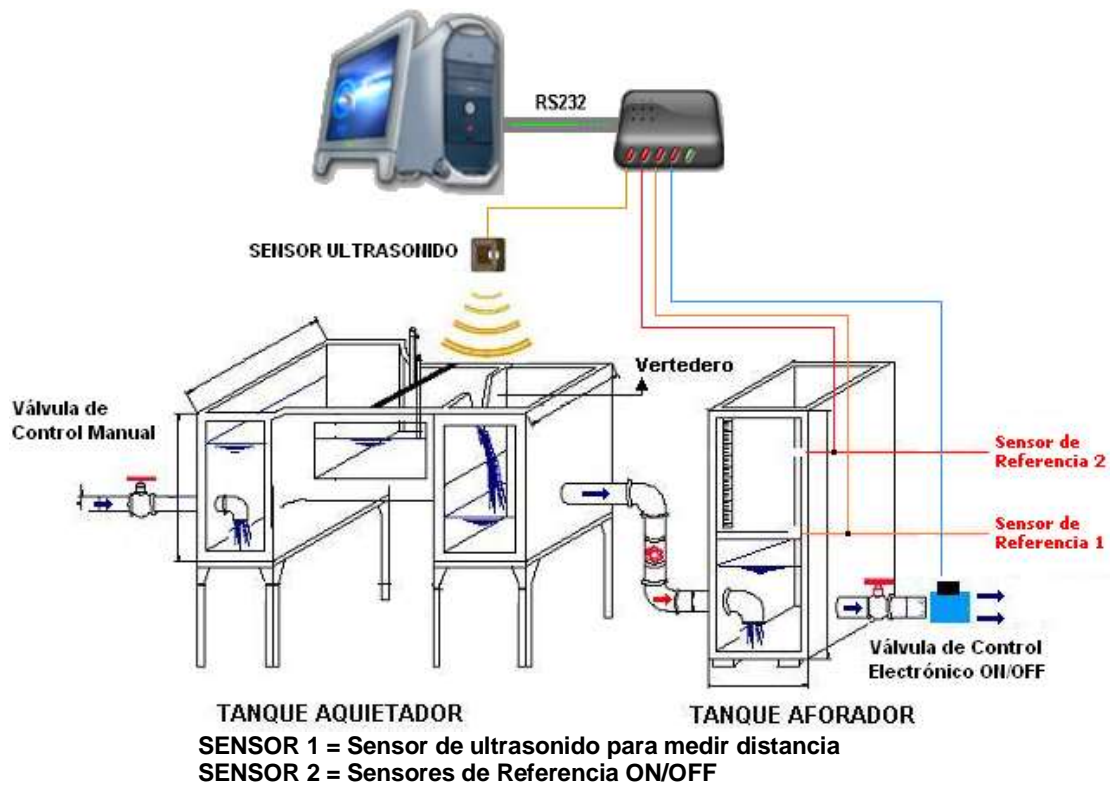 RS232
SENSOR ULTRASONIDO
Vertedero
Válvula de
Control Manual
Sensor de
Referencia 2
Sensor de
Referencia 1
Válvula de Control
Electrónico ON/OFF
TANQUE AQUIETADOR
TANQUE AFORADOR
SENSOR 1 = Sensor de ultrasonido para medir distancia
SENSOR 2 = Sensores de Referencia ON/OFF